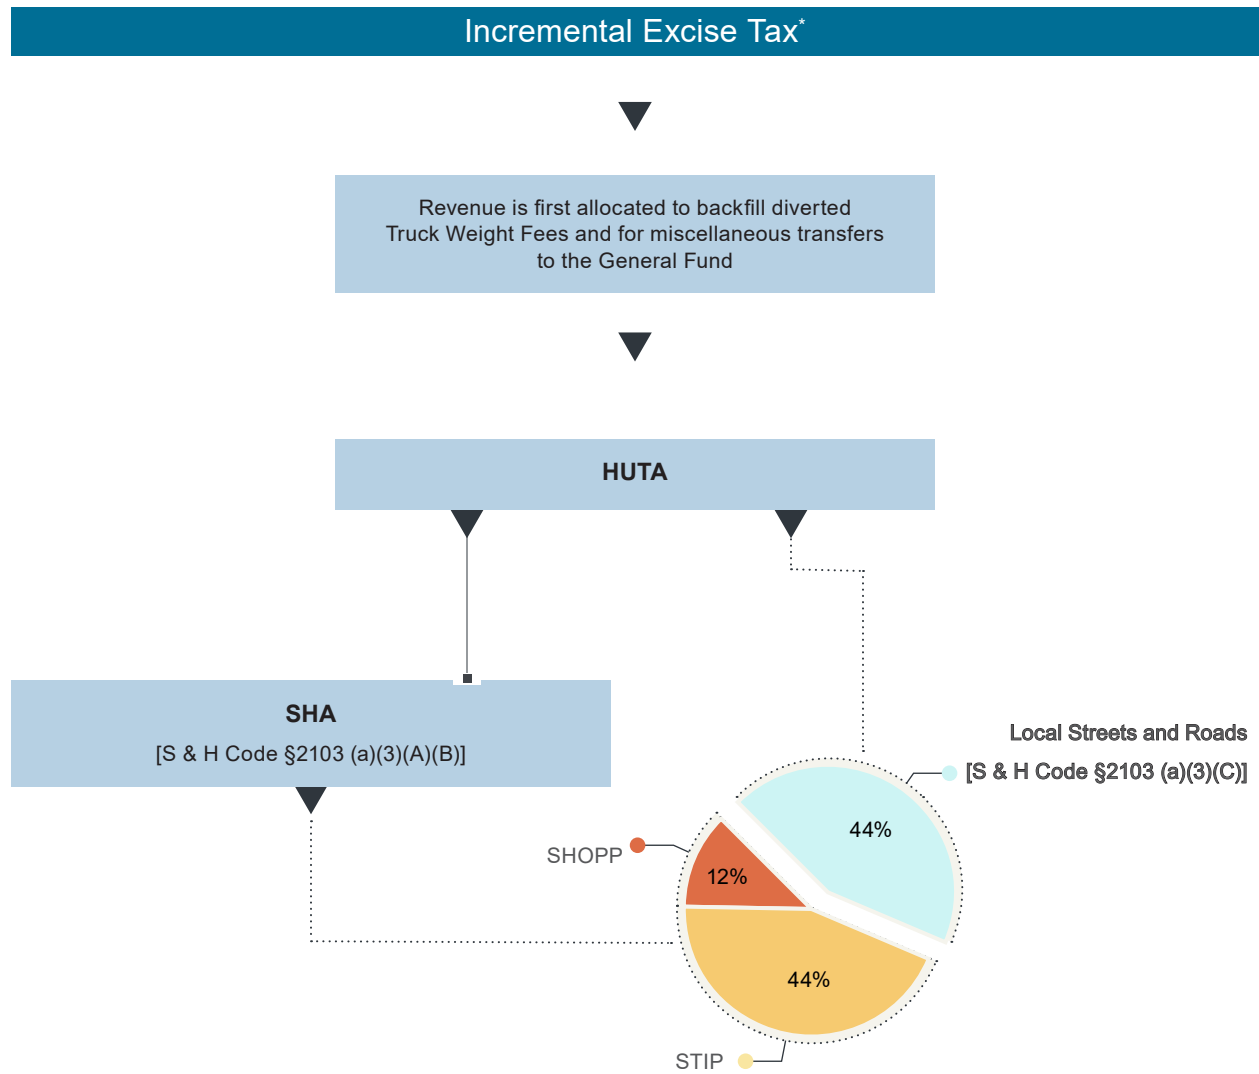 Incremental Excise Tax*
Revenue is first allocated to backfill diverted
Truck Weight Fees and for miscellaneous transfers
to the General Fund
HUTA
SHA
[S & H Code §2103 (a)(3)(A)(B)]
Local Streets and Roads
[S & H Code §2103 (a)(3)(C)]
44%
SHOPP
12%
44%
STIP